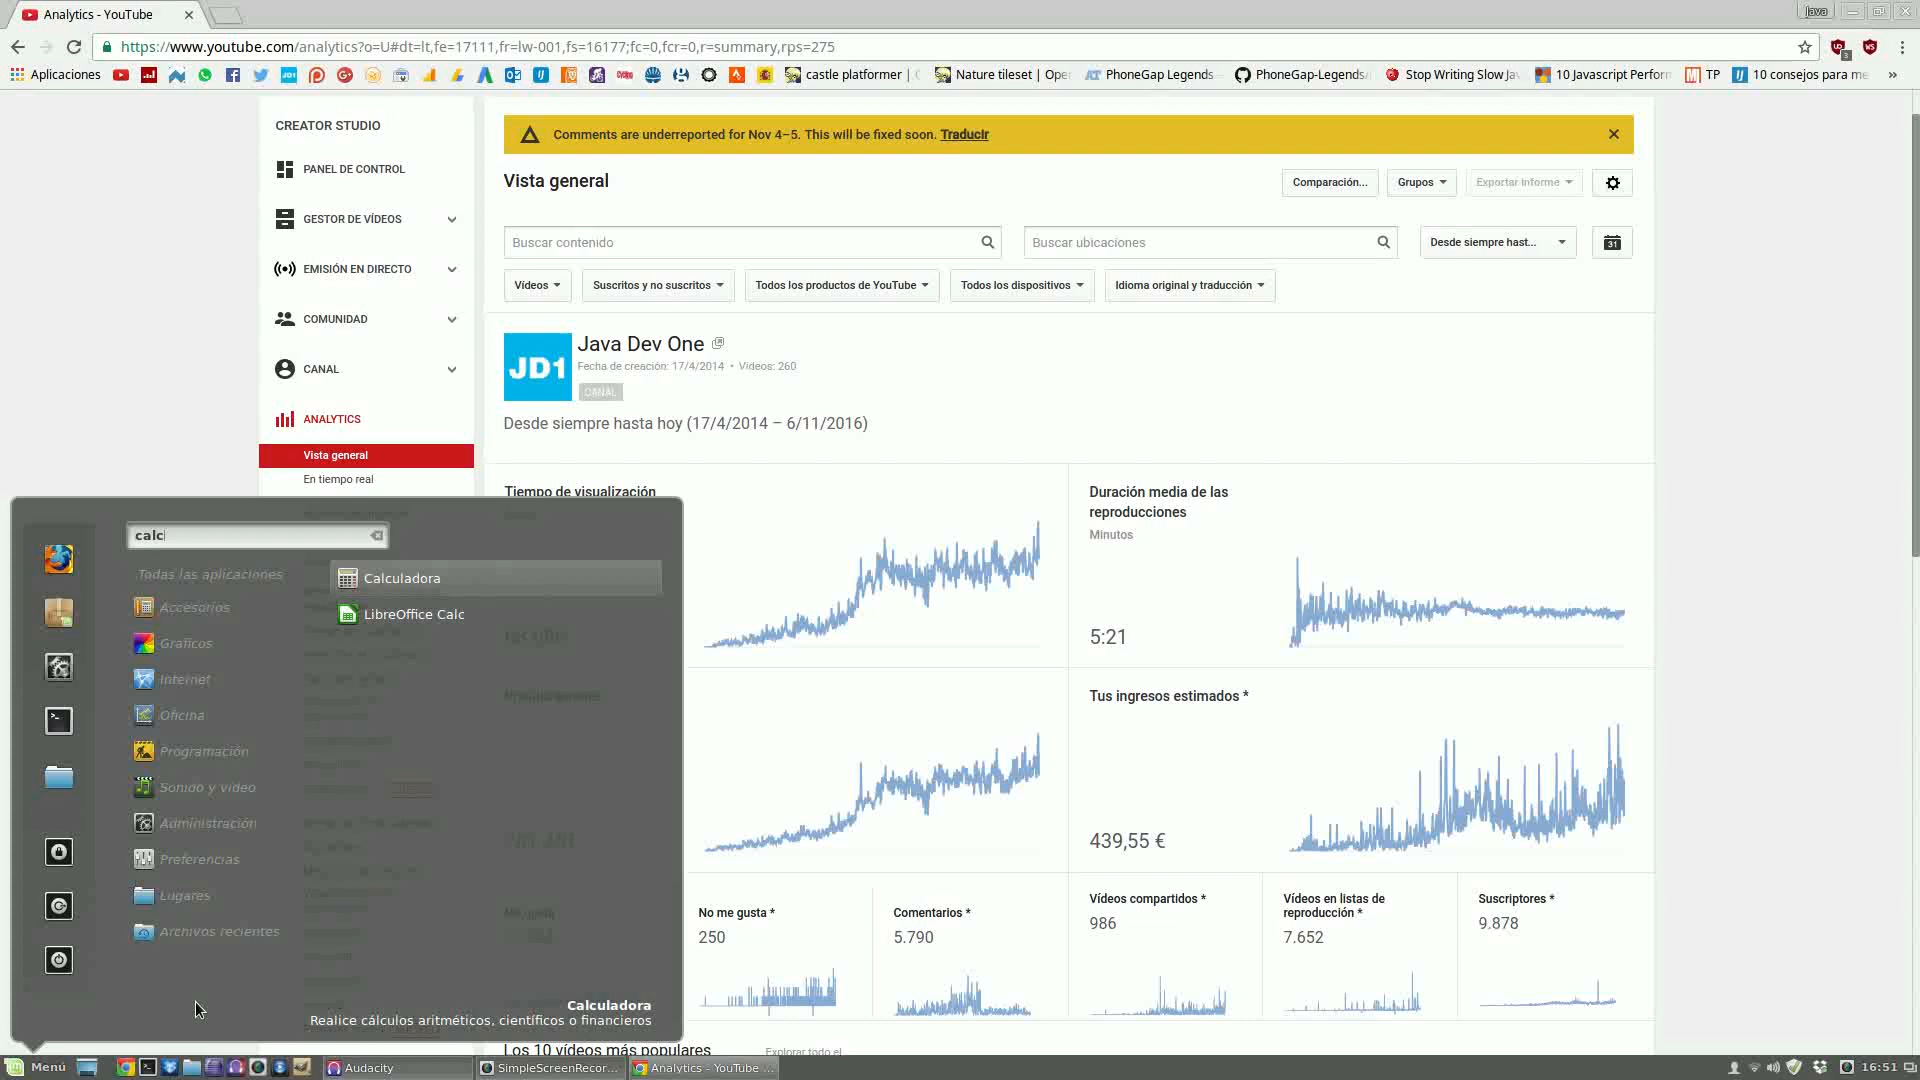 Analytics - YouTube
Java
https://www.youtube.com/analytics?o=U#dt=lt,fe=17111,fr=lw-001,fs=16177;fc=0,fcr=0,r=summary,rps=275
Aplicaciones
castle platformer | Nature tileset | Ope PhoneGap Legends PhoneGap-Legends Stop Writing Slow Ja 10 Javascript Perform TP 10 consejos para me »
CREATOR STUDIO
PANEL DE CONTROL
GESTOR DE VÍDEOS
EMISIÓN EN DIRECTO
COMUNIDAD
CANAL
ANALYTICS
Vista general
En tiempo real
Comments are underreported for Nov 4–5. This will be fixed soon. Traducir
Vista general
Comparación... Grupos Exportar informe
Buscar contenido
Buscar ubicaciones
Desde siempre hast...
31
Vídeos
Suscritos y no suscritos
Todos los productos de YouTube
Todos los dispositivos
Idioma original y traducción
JD1
Java Dev One
Fecha de creación: 17/4/2014 • Vídeos: 260
CANAL
Desde siempre hasta hoy (17/4/2014 – 6/11/2016)
Tiempo de visualización
Duración media de las
reproducciones
Minutos
5:21
Tus ingresos estimados *
439,55 €
No me gusta *
250
Comentarios *
5.790
Vídeos compartidos *
986
Vídeos en listas de
reproducción *
7.652
Suscriptores *
9.878
Los 10 vídeos más populares
Explorar todo el
calc
Todas las aplicaciones
Accesorios
Gráficos
Internet
Oficina
Programación
Sonido y vídeo
Administración
Preferencias
Lugares
Archivos recientes
Calculadora
LibreOffice Calc
Calculadora
Realice cálculos aritméticos, científicos o financieros
Menú
Audacity
SimpleScreenRecor...
Analytics - YouTube ...
16:51